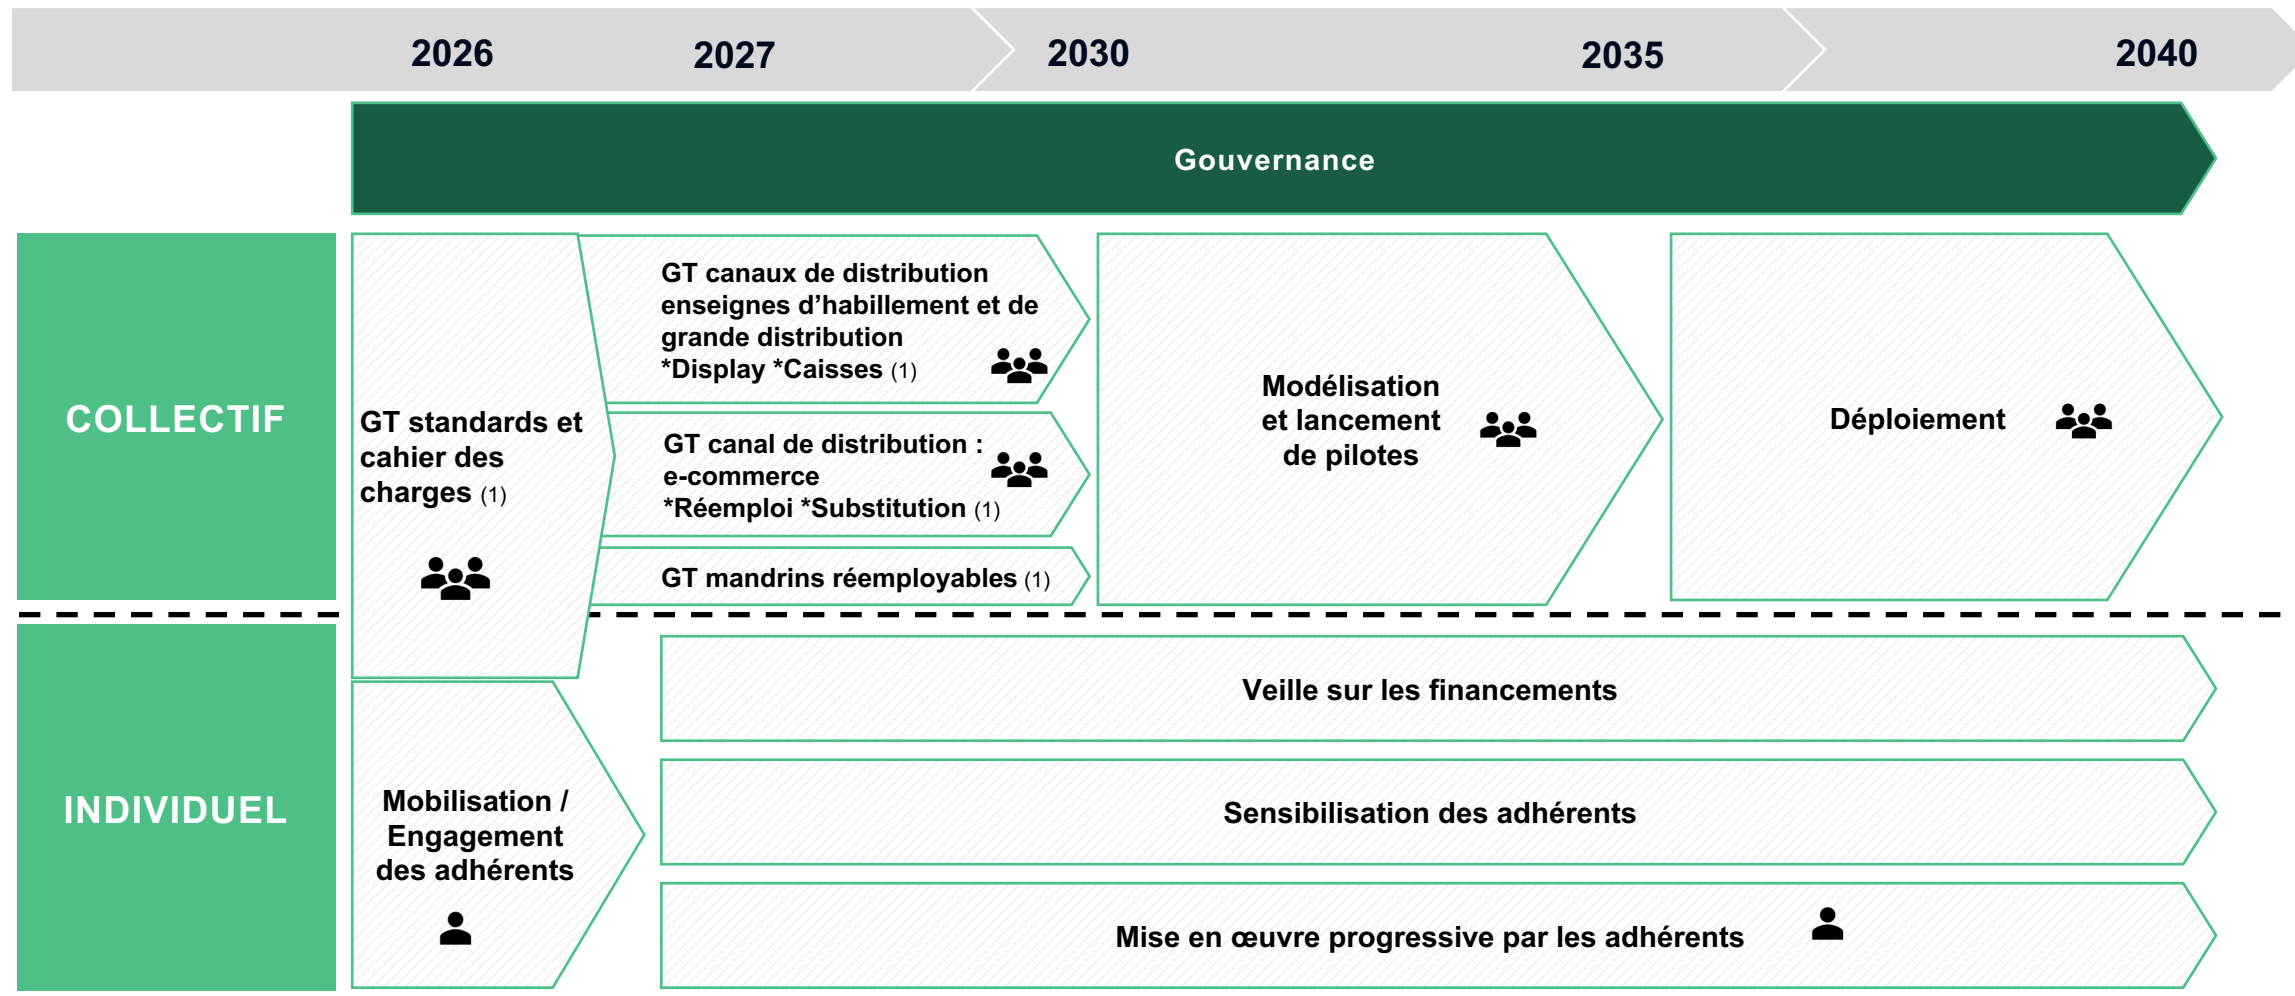 2026 2027 2030 2035 2040
Gouvernance
COLLECTIF
GT standards et
cahier des
charges (1)
GT canaux de distribution
enseignes d’habillement et de
grande distribution
*Display *Caisses (1)
GT canal de distribution :
e-commerce
*Réemploi *Substitution (1)
GT mandrins réemployables (1)
Modélisation
et lancement
de pilotes
Déploiement
INDIVIDUEL
Mobilisation /
Engagement
des adhérents
Veille sur les financements
Sensibilisation des adhérents
Mise en œuvre progressive par les adhérents